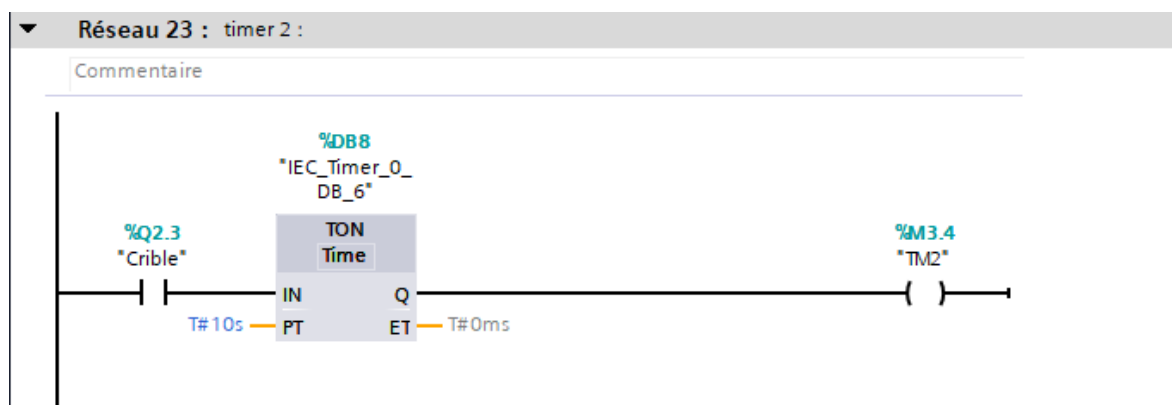 Réseau 23 : timer 2 :
Commentaire
%DB8
"IEC_Timer_0_
DB_6"
%Q2.3
"Crible"
TON
Time
%M3.4
"TM2"
IN Q
T#10s PT ET T#0ms